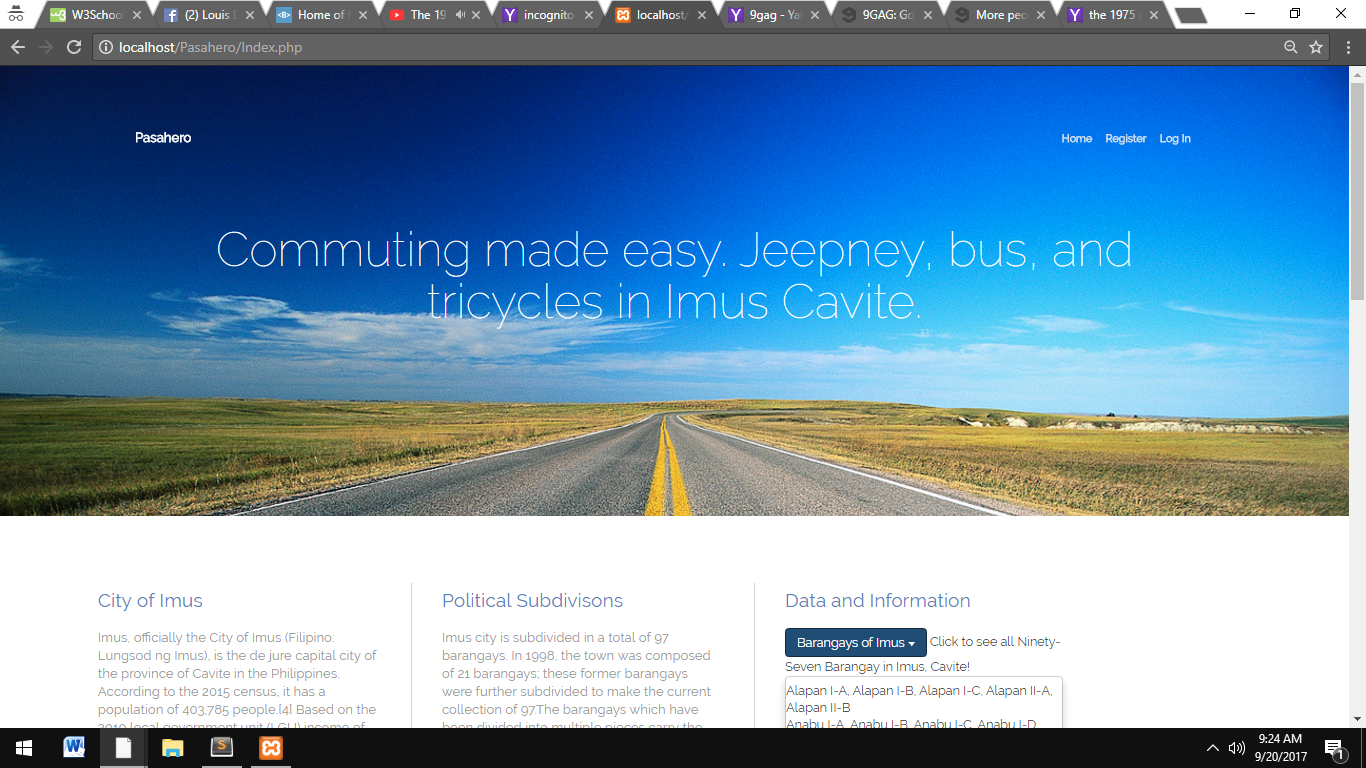 W3Schoo
(2) Louis
Home of
The 19
incognito
localhost/
9gag - Ya
9GAG: Go
More peo
the 1975
localhost/Pasahero/Index.php
Pasahero
Home Register Log In
Commuting made easy. Jeepney, bus, and
tricycles in Imus Cavite.
City of Imus
Imus, officially the City of Imus (Filipino:
Lungsod ng Imus), is the de jure capital city of
the province of Cavite in the Philippines.
According to the 2015 census, it has a
population of 403,785 people.[4] Based on the
2010 local government unit (LGU) income of
Political Subdivisons
Imus city is subdivided in a total of 97
barangays. In 1998, the town was composed
of 21 barangays; these former barangays
were further subdivided to make the current
collection of 97.The barangays which have
been divided into multiple pieces carry the
Data and Information
Barangays of Imus Click to see all Ninety-
Seven Barangay in Imus, Cavite!
Alapan I-A, Alapan I-B, Alapan I-C, Alapan II-A,
Alapan II-B
Anabu I-A, Anabu I-B, Anabu I-C, Anabu I-D,
9:24 AM
9/20/2017
1